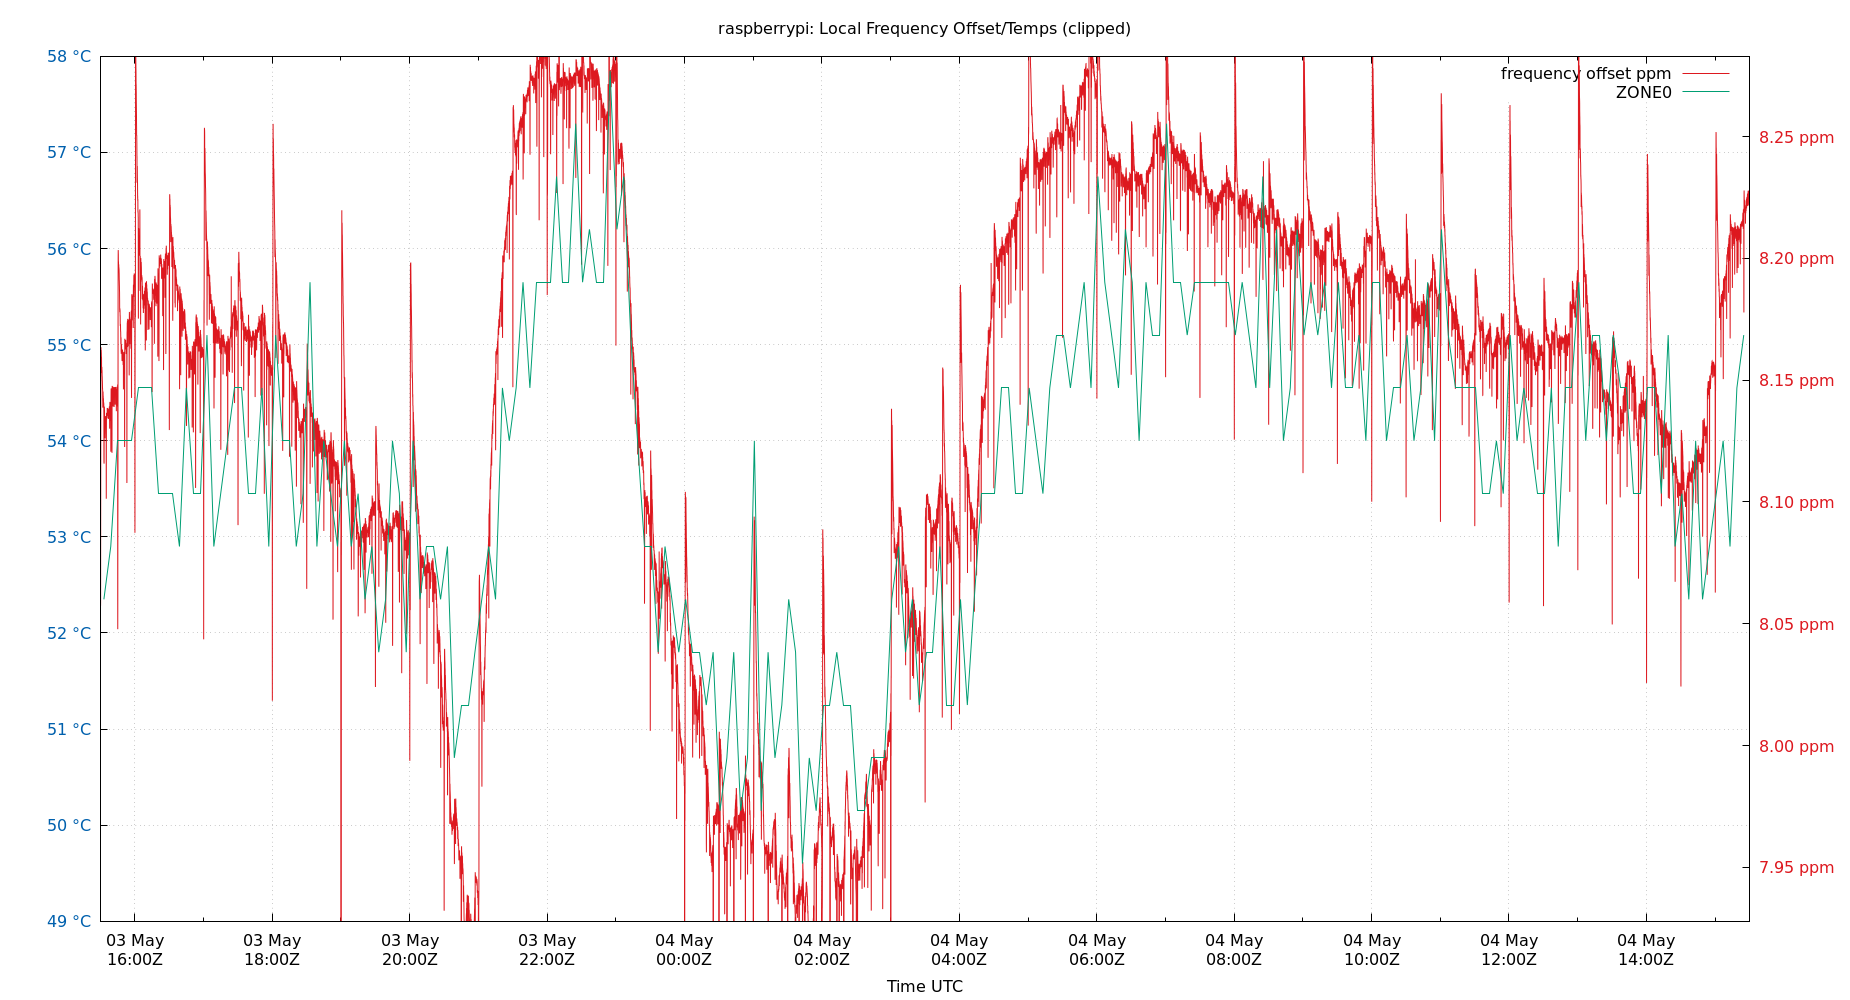 raspberrypi: Local Frequency Offset/Temps (clipped)
58 °C
57 °C
56 °C
55 °C
54 °C
53 °C
52 °C
51 °C
50 °C
49 °C
frequency offset ppm
ZONE0
8.25 ppm
8.20 ppm
8.15 ppm
8.10 ppm
8.05 ppm
8.00 ppm
7.95 ppm
03 May 03 May 03 May 03 May 04 May 04 May 04 May 04 May 04 May 04 May 04 May 04 May
16:00Z 18:00Z 20:00Z 22:00Z 00:00Z 02:00Z 04:00Z 06:00Z 08:00Z 10:00Z 12:00Z 14:00Z
Time UTC